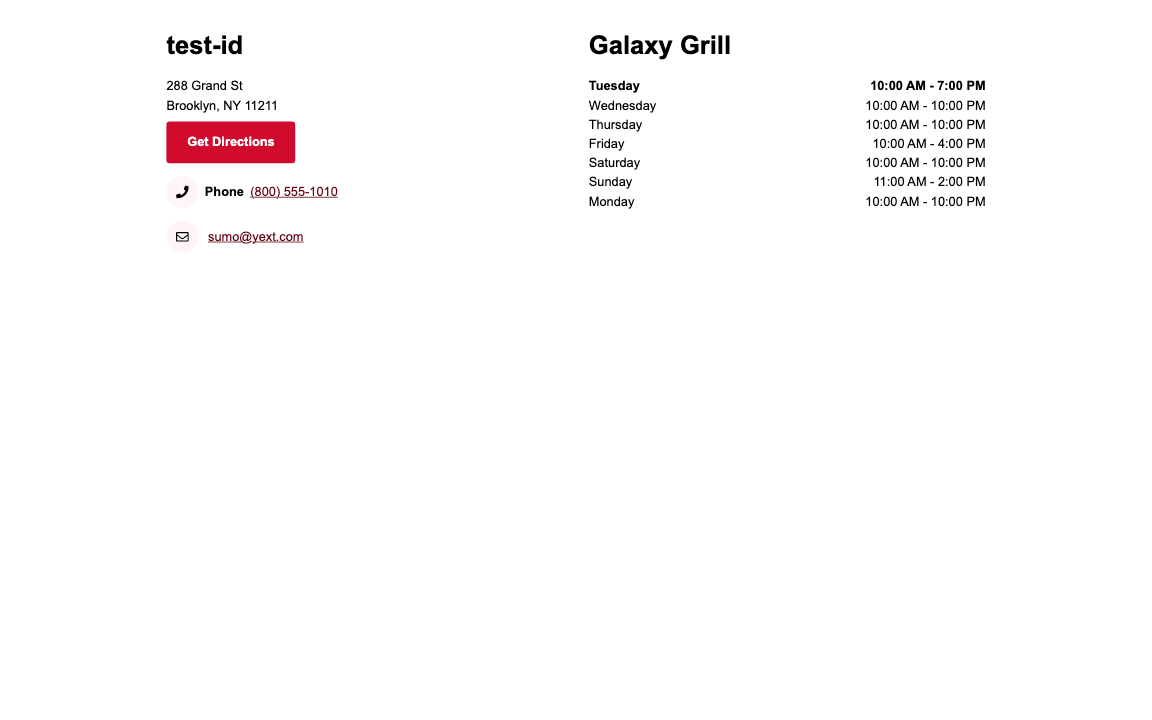 test-id
288 Grand St
Brooklyn, NY 11211
Get Directions
Phone (800) 555-1010
sumo@yext.com
Galaxy Grill
Tuesday 10:00 AM - 7:00 PM
Wednesday 10:00 AM - 10:00 PM
Thursday 10:00 AM - 10:00 PM
Friday 10:00 AM - 4:00 PM
Saturday 10:00 AM - 10:00 PM
Sunday 11:00 AM - 2:00 PM
Monday 10:00 AM - 10:00 PM